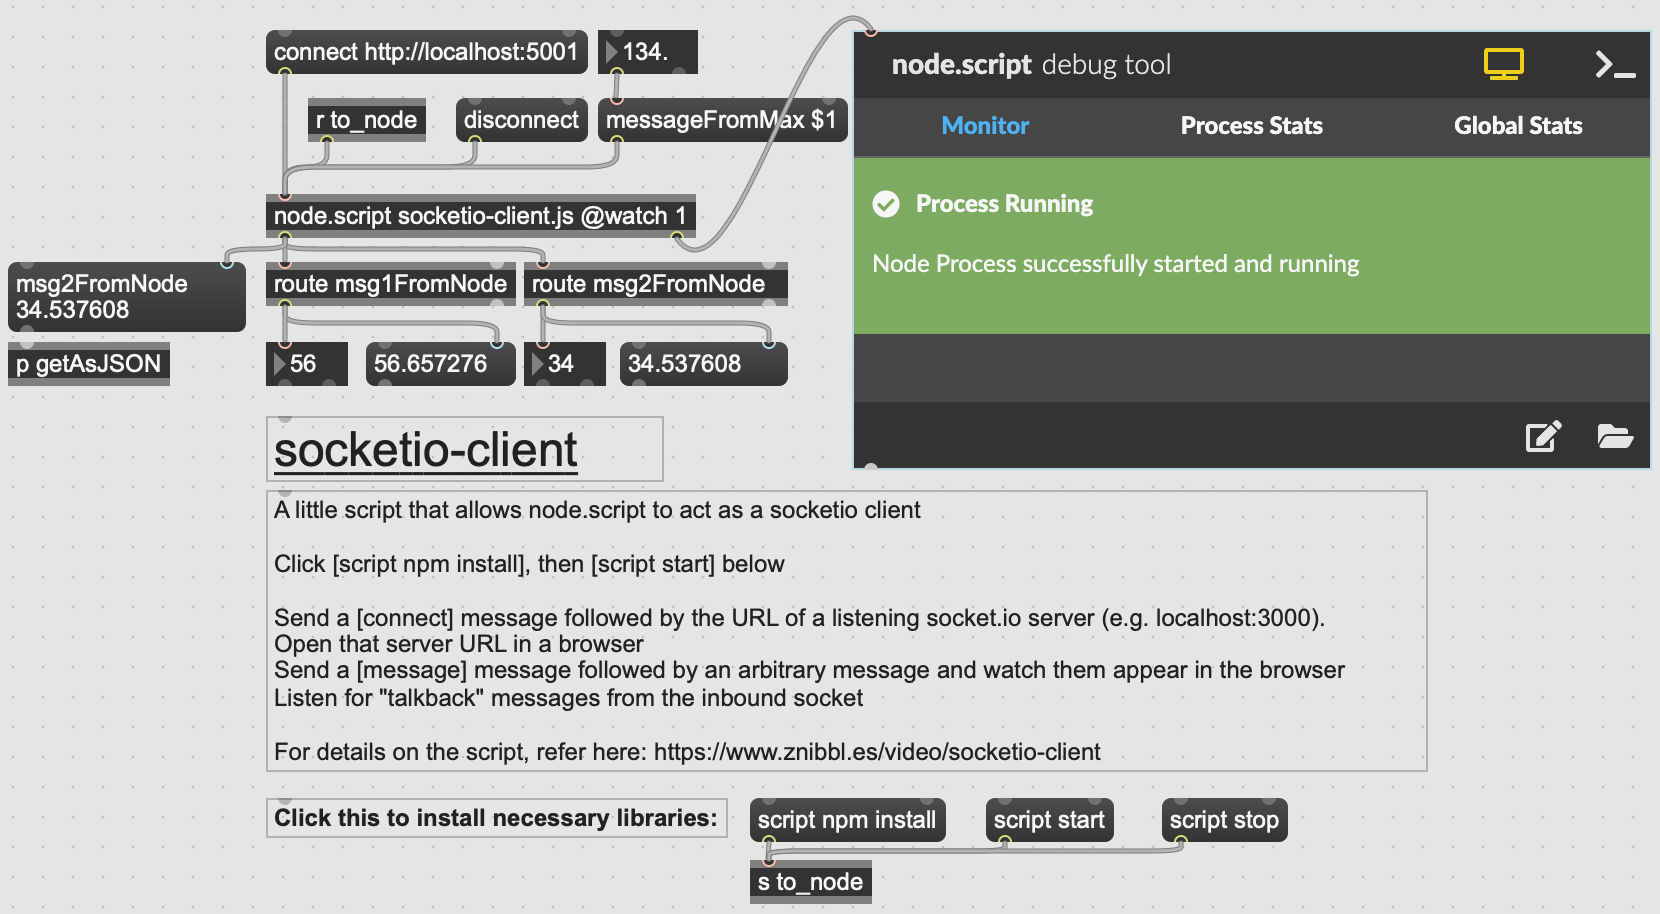 connect http://localhost:5001
134.
r to_node
disconnect
messageFromMax $1
node.script socketio-client.js @watch 1
msg2FromNode
34.537608
route msg1FromNode
route msg2FromNode
p getAsJSON
56
56.657276
34
34.537608
node.script debug tool
Monitor
Process Stats
Global Stats
Process Running
Node Process successfully started and running
socketio-client
A little script that allows node.script to act as a socketio client
Click [script npm install], then [script start] below
Send a [connect] message followed by the URL of a listening socket.io server (e.g. localhost:3000).
Open that server URL in a browser
Send a [message] message followed by an arbitrary message and watch them appear in the browser
Listen for "talkback" messages from the inbound socket
For details on the script, refer here: https://www.znibbl.es/video/socketio-client
Click this to install necessary libraries:
script npm install
script start
script stop
s to_node